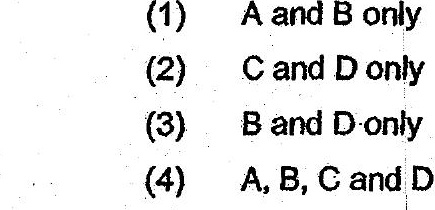 (1) A and B only
(2) C and D only
(3) B and D only
(4) A, B, C and D